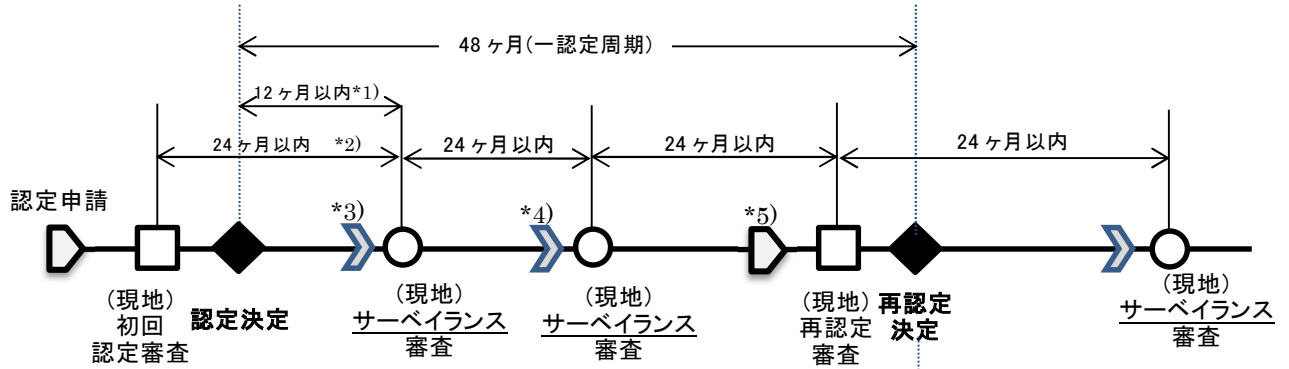 48ヶ月(一認定周期)
12ヶ月以内*1)
24ヶ月以内 *2)
24ヶ月以内
24ヶ月以内
24ヶ月以内
認定申請
*3)
*4)
*5)
(現地)
初回
認定審査
認定決定
(現地)
サーベイランス
審査
(現地)
サーベイランス
審査
(現地)
再認定
審査
再認定
決定
(現地)
サーベイランス
審査